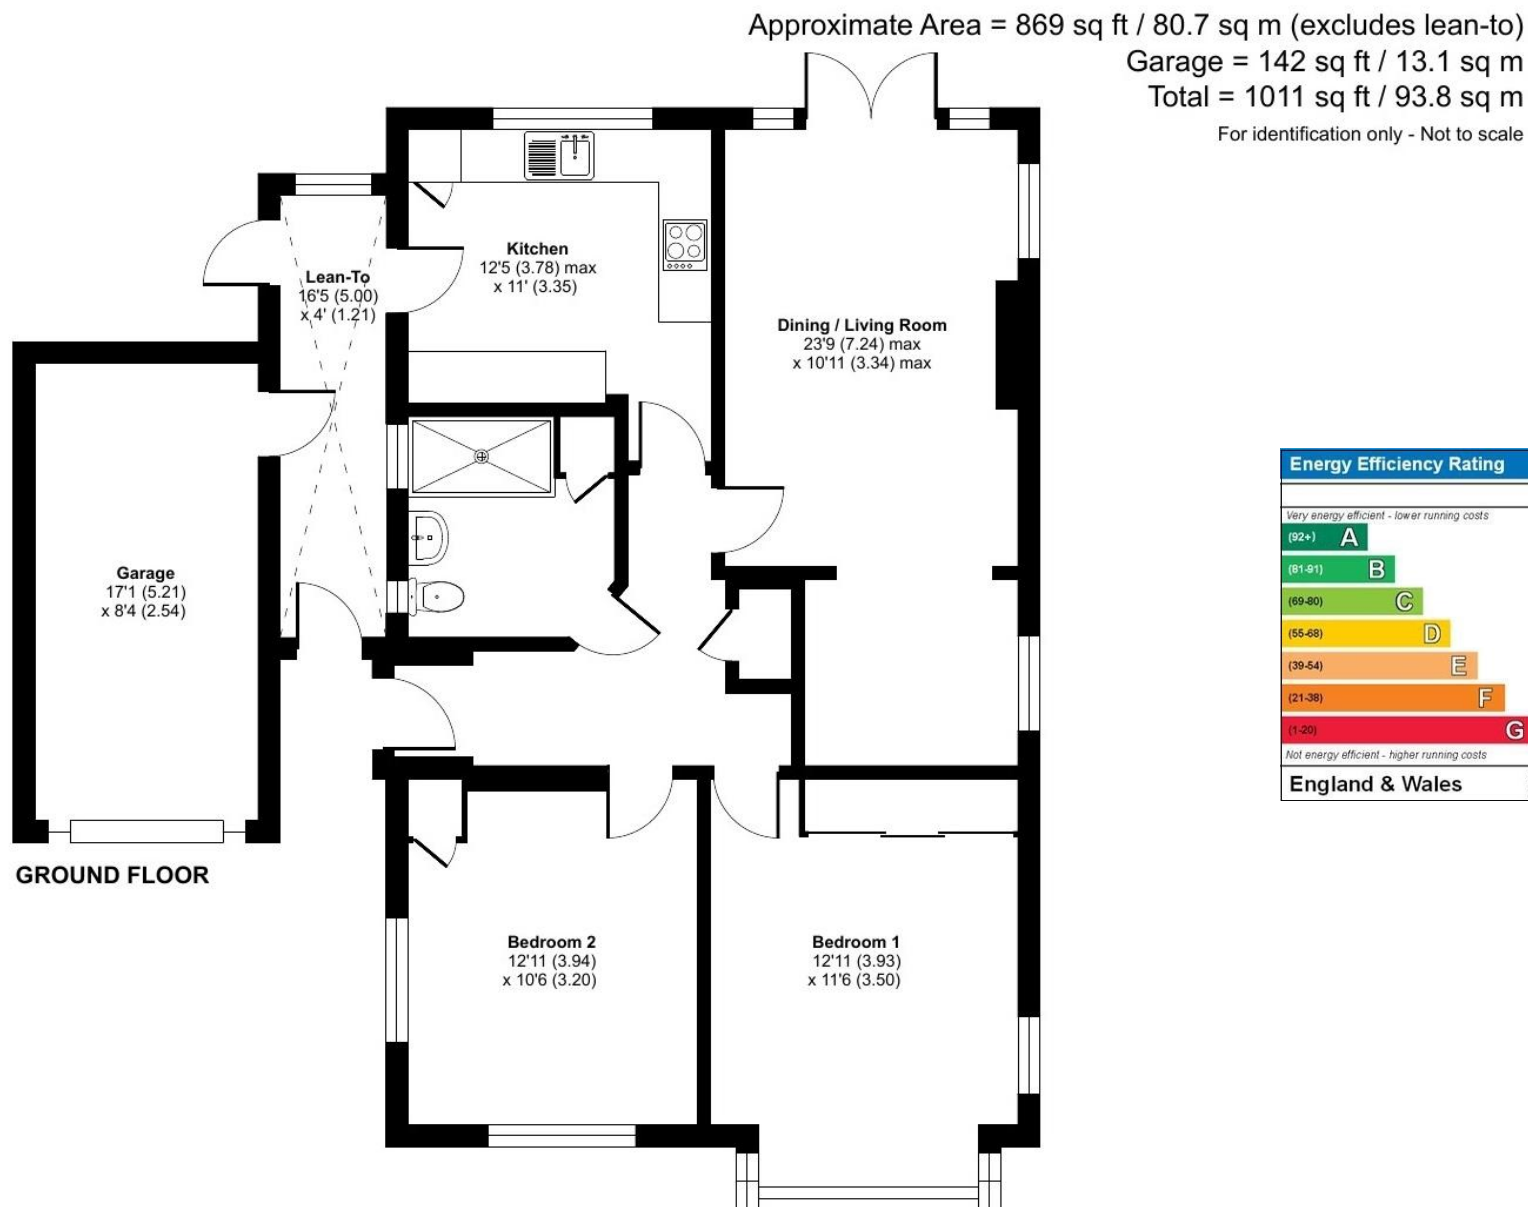 Approximate Area = 869 sq ft / 80.7 sq m (excludes lean-to)
Garage = 142 sq ft / 13.1 sq m
Total = 1011 sq ft / 93.8 sq m
For identification only - Not to scale
Kitchen
12'5 (3.78) max
x 11' (3.35)
Lean-To
16'5 (5.00)
x 4' (1.21)
Dining / Living Room
23'9 (7.24) max
x 10'11 (3.34) max
Garage
17'1 (5.21)
x 8'4 (2.54)
GROUND FLOOR
Bedroom 2
12'11 (3.94)
x 10'6 (3.20)
Bedroom 1
12'11 (3.93)
x 11'6 (3.50)
Energy Efficiency Rating
Very energy efficient - lower running costs
(92+) A
(81-91) B
(69-80) C
(55-68) D
(39-54) E
(21-38) F
(1-20) G
Not energy efficient - higher running costs
England & Wales